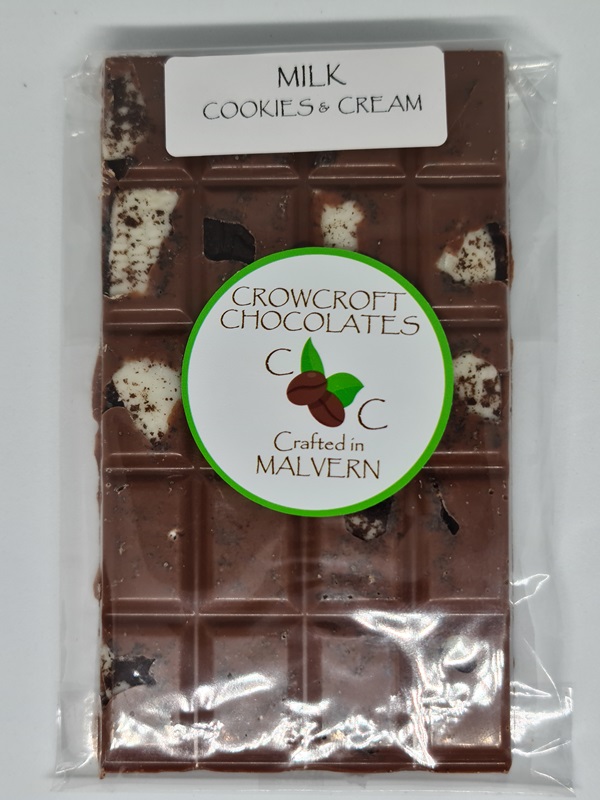 MILK
COOKIES & CREAM
CROWCROFT
CHOCOLATES
C
C
Crafted in
MALVERN